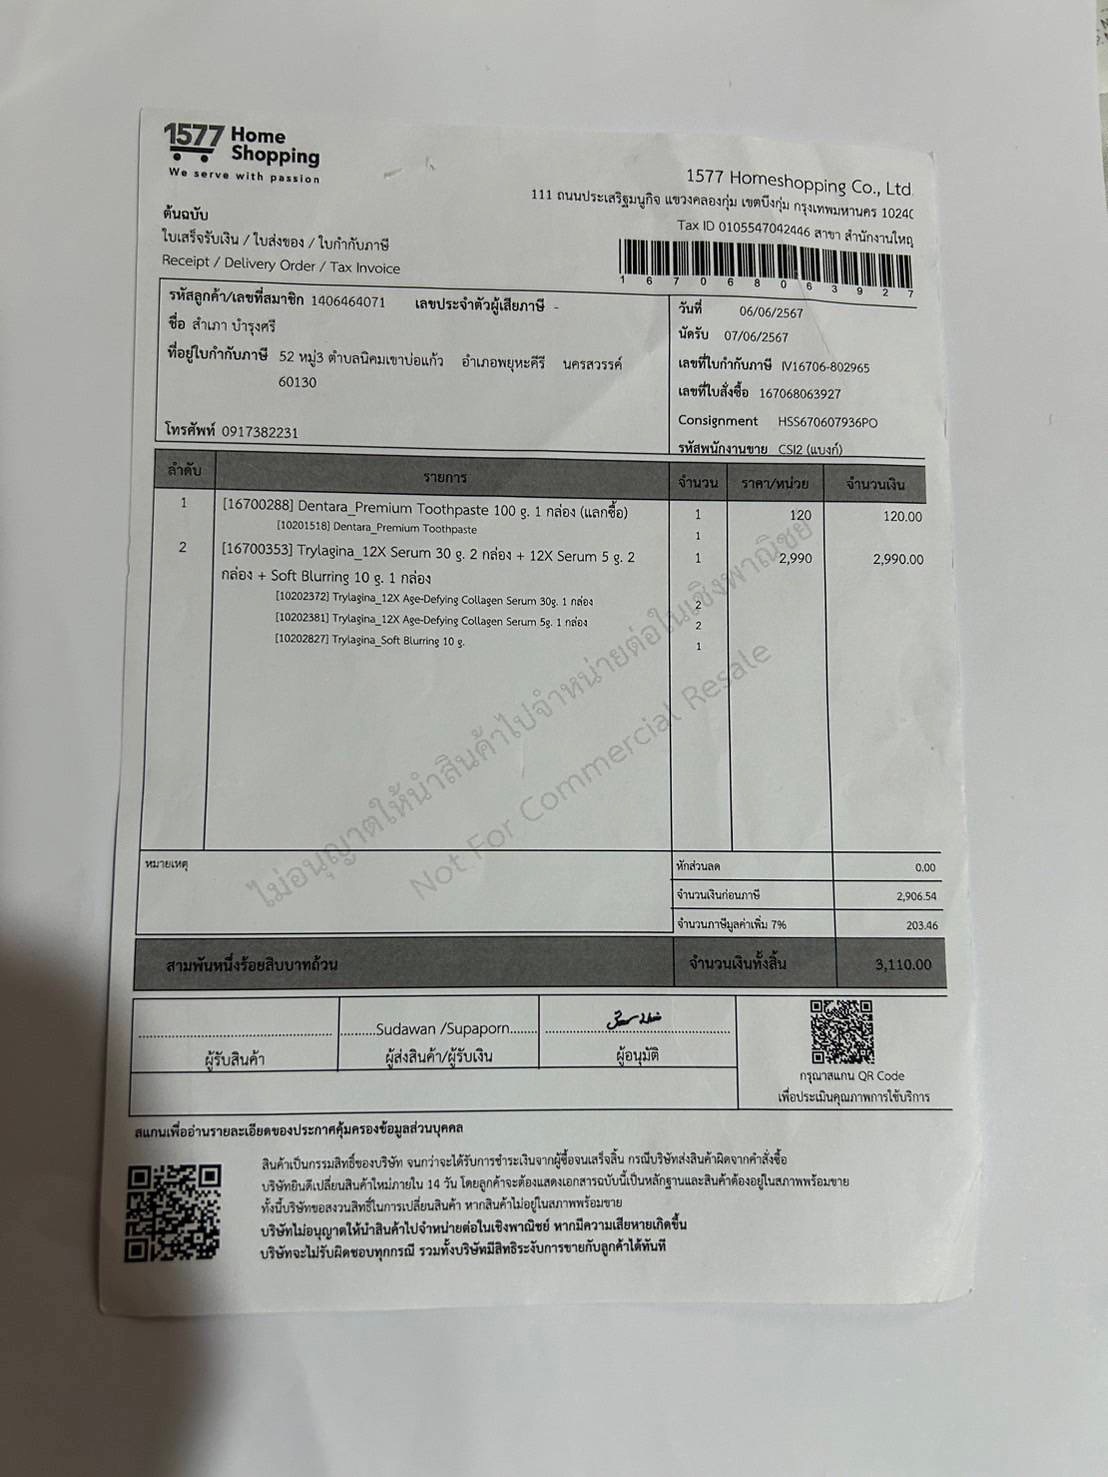 1577 Home Shopping
We serve with passion
1577 Homeshopping Co., Ltd.
111 ถนนประเสริฐมนูกิจ แขวงคลองกุ่ม เขตบึงกุ่ม กรุงเทพมหานคร 10240
Tax ID 0105547042446 สาขา สำนักงานใหญ่
ต้นฉบับ
ใบเสร็จรับเงิน / ใบส่งของ / ใบกำกับภาษี
Receipt / Delivery Order / Tax Invoice
167068063927
รหัสลูกค้า/เลขที่สมาชิก 1406464071 เลขประจำตัวผู้เสียภาษี -
ชื่อ สำเภา บำรุงศรี
ที่อยู่ใบกำกับภาษี 52 หมู่3 ตำบลนิคมเขาบ่อแก้ว อำเภอพยุหะคีรี นครสวรรค์
60130
โทรศัพท์ 0917382231
วันที่ 06/06/2567
นัดรับ 07/06/2567
เลขที่ใบกำกับภาษี IV16706-802965
เลขที่ใบสั่งซื้อ 167068063927
Consignment HSS670607936PO
รหัสพนักงานขาย CSI2 (แบงก์)
ลำดับ รายการ จำนวน ราคา/หน่วย จำนวนเงิน
1 [16700288] Dentara_Premium Toothpaste 100 g. 1 กล่อง (แลกซื้อ) 1 120 120.00
[10201518] Dentara_Premium Toothpaste 1
2 [16700353] Trylagina_12X Serum 30 g. 2 กล่อง + 12X Serum 5 g. 2 1 2,990 2,990.00
กล่อง + Soft Blurring 10 g. 1 กล่อง
[10202372] Trylagina_12X Age-Defying Collagen Serum 30g. 1 กล่อง 2
[10202381] Trylagina_12X Age-Defying Collagen Serum 5g. 1 กล่อง 2
[10202827] Trylagina_Soft Blurring 10 g. 1
ไม่อนุญาตให้นำสินค้าไปจำหน่ายต่อในเชิงพาณิชย์
Not For Commercial Resale
หมายเหตุ
หักส่วนลด 0.00
จำนวนเงินก่อนภาษี 2,906.54
จำนวนภาษีมูลค่าเพิ่ม 7% 203.46
สามพันหนึ่งร้อยสิบบาทถ้วน จำนวนเงินทั้งสิ้น 3,110.00
Sudawan /Supaporn
ผู้รับสินค้า ผู้ส่งสินค้า/ผู้รับเงิน ผู้อนุมัติ
กรุณาสแกน QR Code
เพื่อประเมินคุณภาพการใช้บริการ
สแกนเพื่ออ่านรายละเอียดของประกาศคุ้มครองข้อมูลส่วนบุคคล
สินค้าเป็นกรรมสิทธิ์ของบริษัท จนกว่าจะได้รับการชำระเงินจากผู้ซื้อจนเสร็จสิ้น กรณีบริษัทส่งสินค้าผิดจากคำสั่งซื้อ
บริษัทยินดีเปลี่ยนสินค้าใหม่ภายใน 14 วัน โดยลูกค้าจะต้องแสดงเอกสารฉบับนี้เป็นหลักฐานและสินค้าต้องอยู่ในสภาพพร้อมขาย
ทั้งนี้บริษัทขอสงวนสิทธิ์ในการเปลี่ยนสินค้า หากสินค้าไม่อยู่ในสภาพพร้อมขาย
บริษัทไม่อนุญาตให้นำสินค้าไปจำหน่ายต่อในเชิงพาณิชย์ หากมีความเสียหายเกิดขึ้น
บริษัทจะไม่รับผิดชอบทุกกรณี รวมทั้งบริษัทมีสิทธิระงับการขายกับลูกค้าได้ทันที